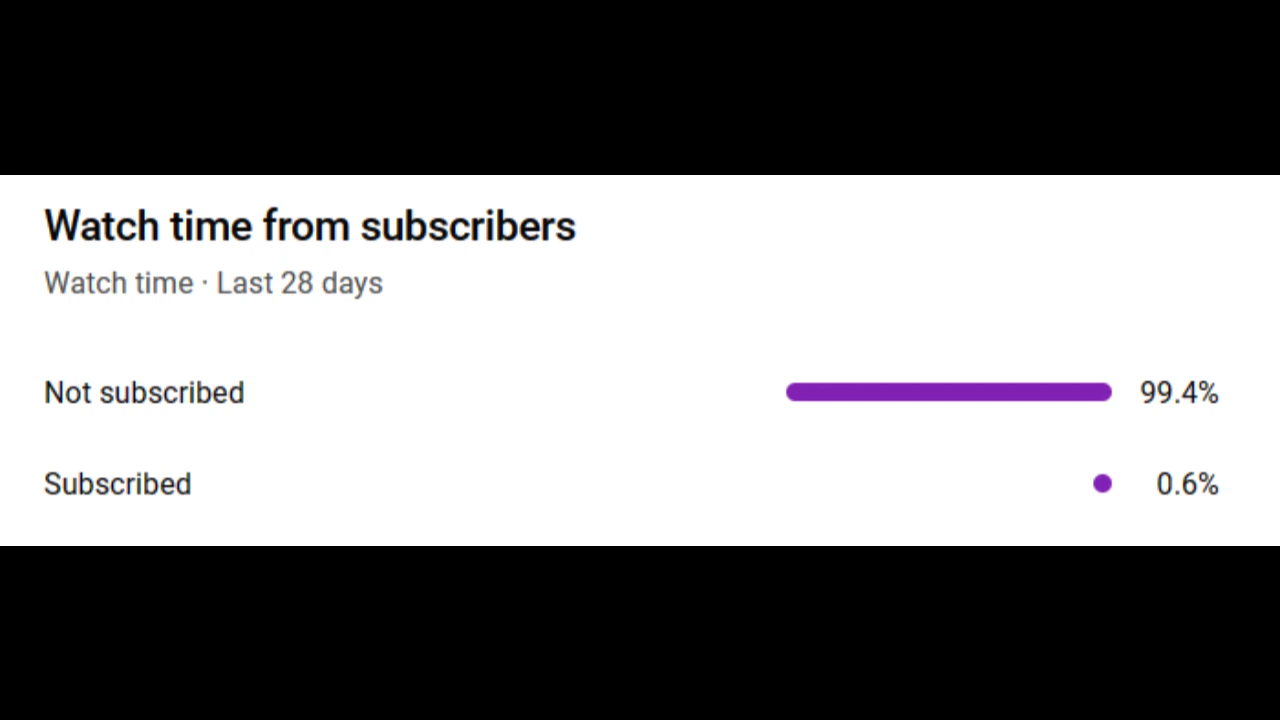 Watch time from subscribers
Watch time · Last 28 days
Not subscribed 99.4%
Subscribed 0.6%